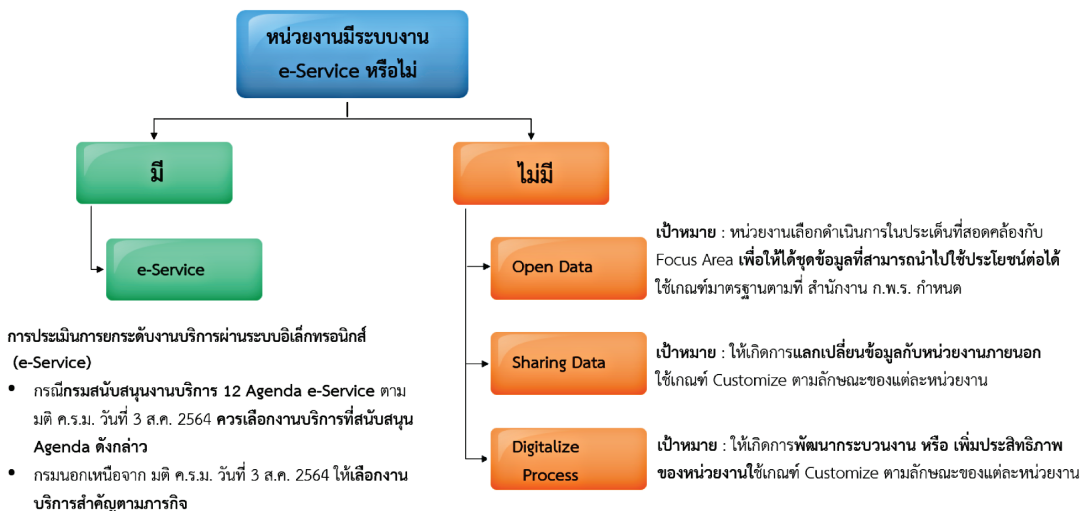 หน่วยงานมีระบบงาน
e-Service หรือไม่
มี
ไม่มี
e-Service
การประเมินการยกระดับงานบริการผ่านระบบอิเล็กทรอนิกส์
(e-Service)
• กรณีกรมสนับสนุนงานบริการ 12 Agenda e-Service ตาม
มติ ค.ร.ม. วันที่ 3 ส.ค. 2564 ควรเลือกงานบริการที่สนับสนุน
Agenda ดังกล่าว
• กรมนอกเหนือจาก มติ ค.ร.ม. วันที่ 3 ส.ค. 2564 ให้เลือกงาน
บริการสำคัญตามภารกิจ
Open Data
เป้าหมาย : หน่วยงานเลือกดำเนินการในประเด็นที่สอดคล้องกับ
Focus Area เพื่อให้ได้ชุดข้อมูลที่สามารถนำไปใช้ประโยชน์ต่อได้
ใช้เกณฑ์มาตรฐานตามที่ สำนักงาน ก.พ.ร. กำหนด
Sharing Data
เป้าหมาย : ให้เกิดการแลกเปลี่ยนข้อมูลกับหน่วยงานภายนอก
ใช้เกณฑ์ Customize ตามลักษณะของแต่ละหน่วยงาน
Digitalize
Process
เป้าหมาย : ให้เกิดการพัฒนากระบวนงาน หรือ เพิ่มประสิทธิภาพ
ของหน่วยงานใช้เกณฑ์ Customize ตามลักษณะของแต่ละหน่วยงาน